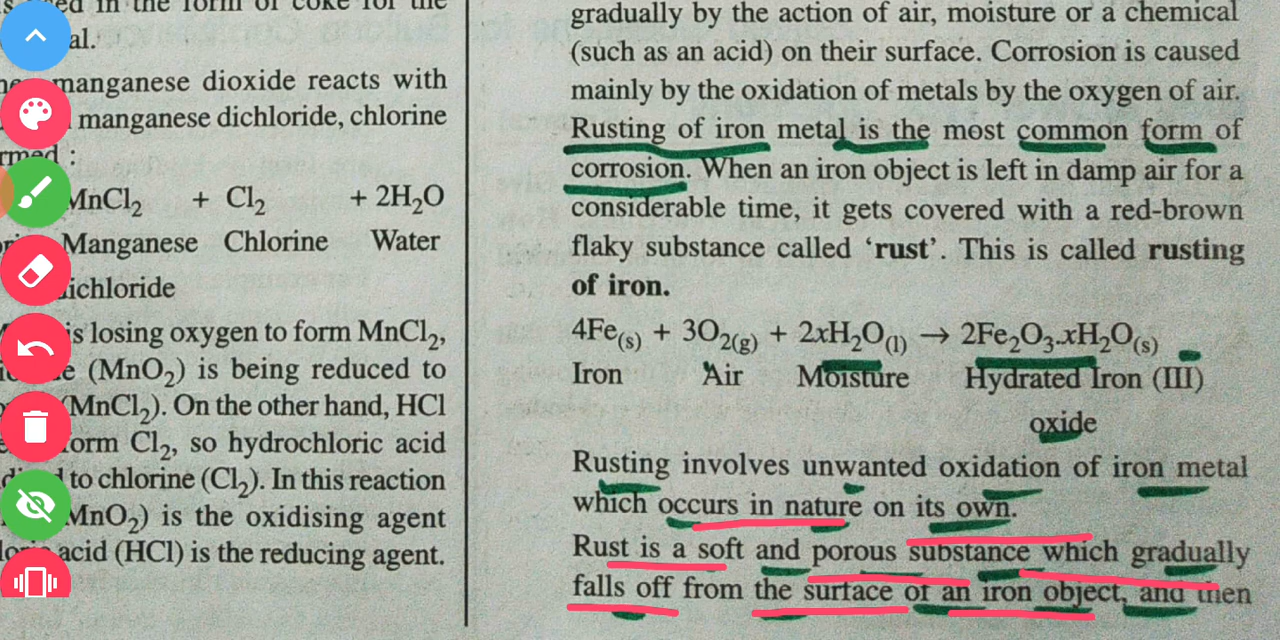 al.
manganese dioxide reacts with
manganese dichloride, chlorine
MnCl₂ + Cl₂ + 2H₂O
Manganese Chlorine Water
is losing oxygen to form MnCl₂,
(MnO₂) is being reduced to
(MnCl₂). On the other hand, HCl
form Cl₂, so hydrochloric acid
to chlorine (Cl₂). In this reaction
MnO₂) is the oxidising agent
acid (HCl) is the reducing agent.
gradually by the action of air, moisture or a chemical
(such as an acid) on their surface. Corrosion is caused
mainly by the oxidation of metals by the oxygen of air.
Rusting of iron metal is the most common form of
corrosion. When an iron object is left in damp air for a
considerable time, it gets covered with a red-brown
flaky substance called ‘rust’. This is called rusting
of iron.
4Fe(s) + 3O₂(g) + 2xH₂O(l) → 2Fe₂O₃.xH₂O(s)
Iron Air Moisture Hydrated Iron (III)
oxide
Rusting involves unwanted oxidation of iron metal
which occurs in nature on its own.
Rust is a soft and porous substance which gradually
falls off from the surface of an iron object, and then